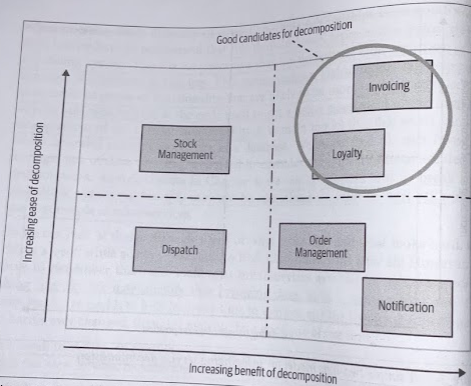 Good candidates for decomposition
Invoicing
Stock
Management
Loyalty
Increasing ease of decomposition
Dispatch
Order
Management
Notification
Increasing benefit of decomposition